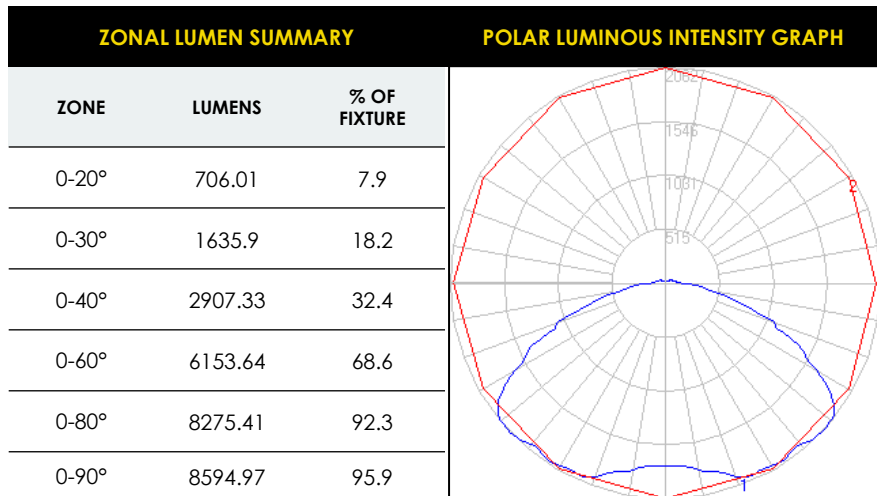 ZONAL LUMEN SUMMARY
ZONE LUMENS % OF FIXTURE
0-20° 706.01 7.9
0-30° 1635.9 18.2
0-40° 2907.33 32.4
0-60° 6153.64 68.6
0-80° 8275.41 92.3
0-90° 8594.97 95.9
POLAR LUMINOUS INTENSITY GRAPH
2062
1546
1031
515
2
1